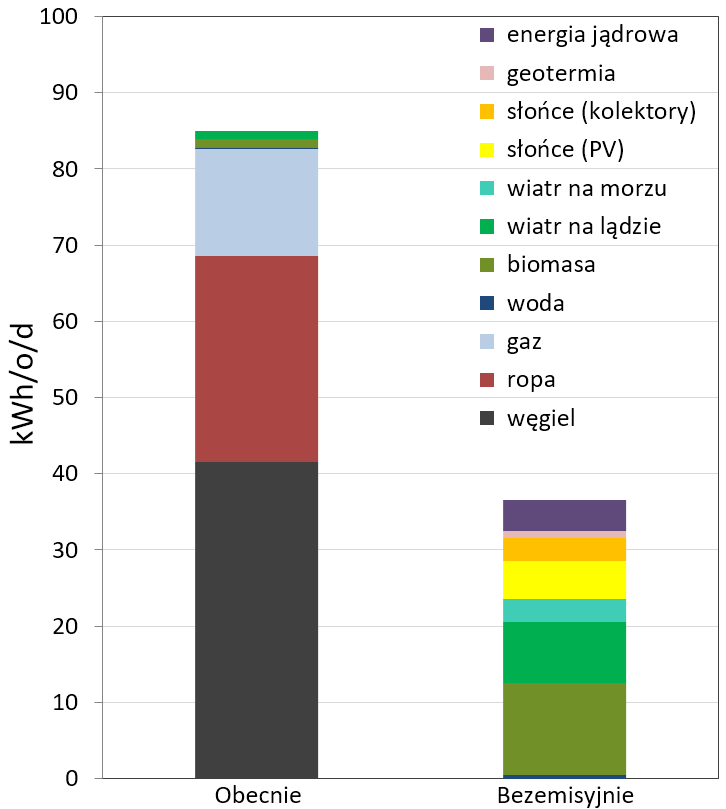 kWh/o/d
100
90
80
70
60
50
40
30
20
10
0
energia jądrowa
geotermia
słońce (kolektory)
słońce (PV)
wiatr na morzu
wiatr na lądzie
biomasa
woda
gaz
ropa
węgiel
Obecnie
Bezemisyjnie